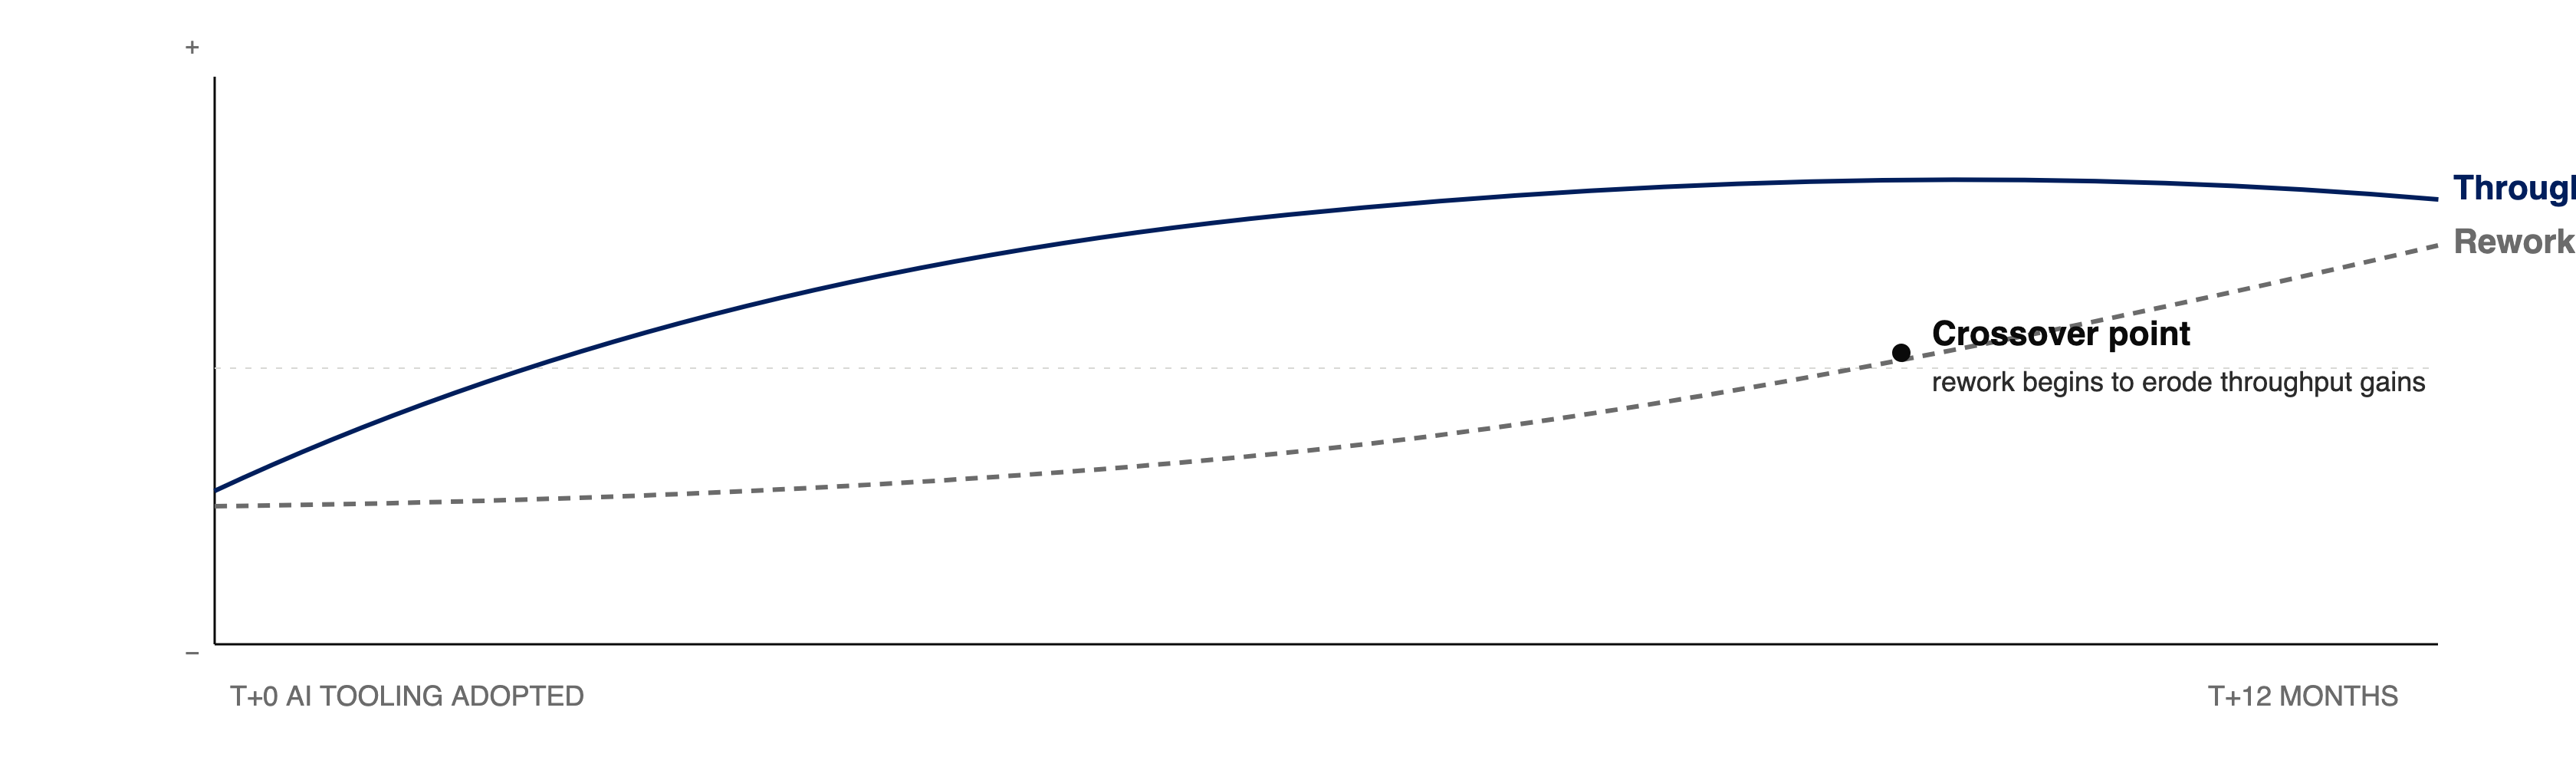 +
Throug
Rework
Crossover point
rework begins to erode throughput gains
–
T+0 AI TOOLING ADOPTED
T+12 MONTHS